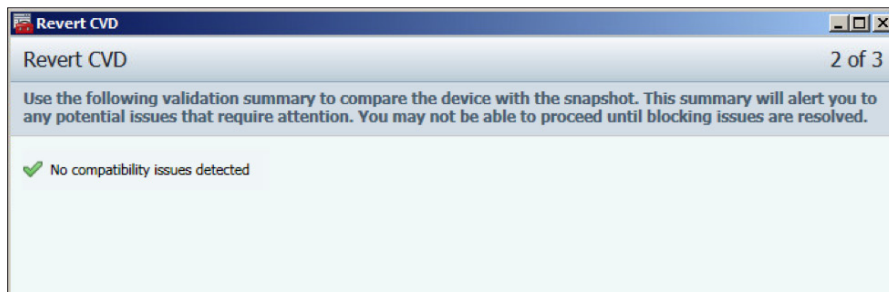 Revert CVD
Revert CVD 2 of 3
Use the following validation summary to compare the device with the snapshot. This summary will alert you to
any potential issues that require attention. You may not be able to proceed until blocking issues are resolved.
No compatibility issues detected